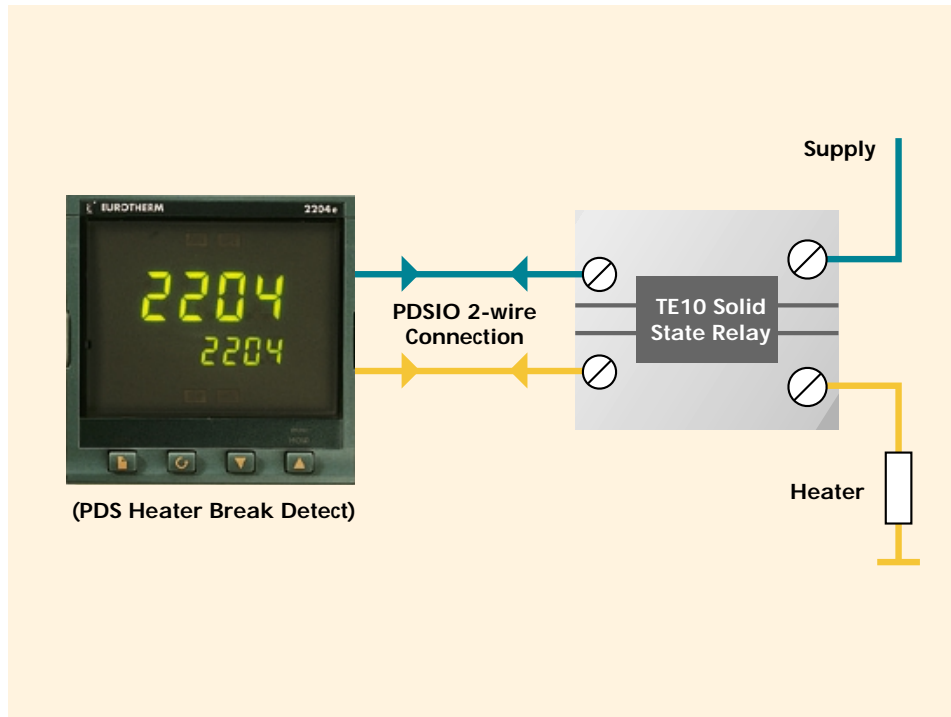 Supply
EUROTHERM
2204e
2204
2204
PDSIO 2-wire
Connection
TE10 Solid
State Relay
Heater
(PDS Heater Break Detect)